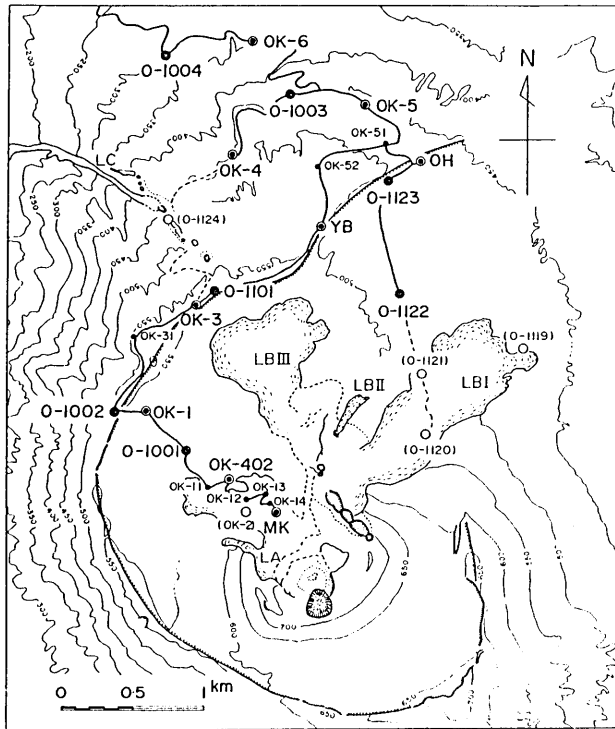 OK-6
O-1004
O-1003
OK-5
N
OK-51
LC
OK-4
OK-52
OH
O-1123
(O-1124)
YB
O-1101
O-1122
OK-3
OK-31
LBIII
LBII
(O-1121)
LBI
(O-1119)
O-1002
OK-1
O-1001
(O-1120)
OK-402
OK-11
OK-13
OK-12
OK-14
(OK-2)
MK
LA
650
600
700
650
0 0·5 1 km